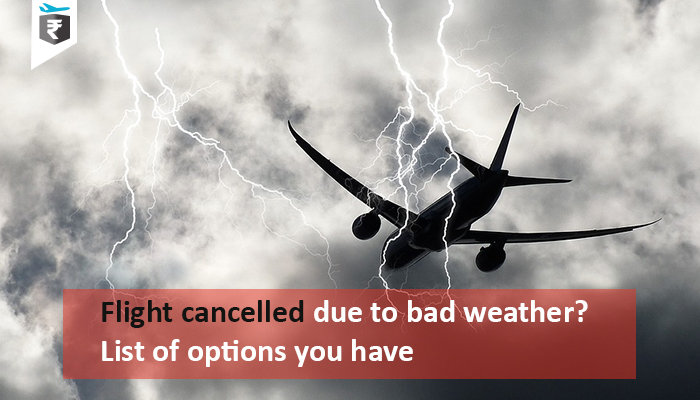 ₹
Flight cancelled due to bad weather?
List of options you have